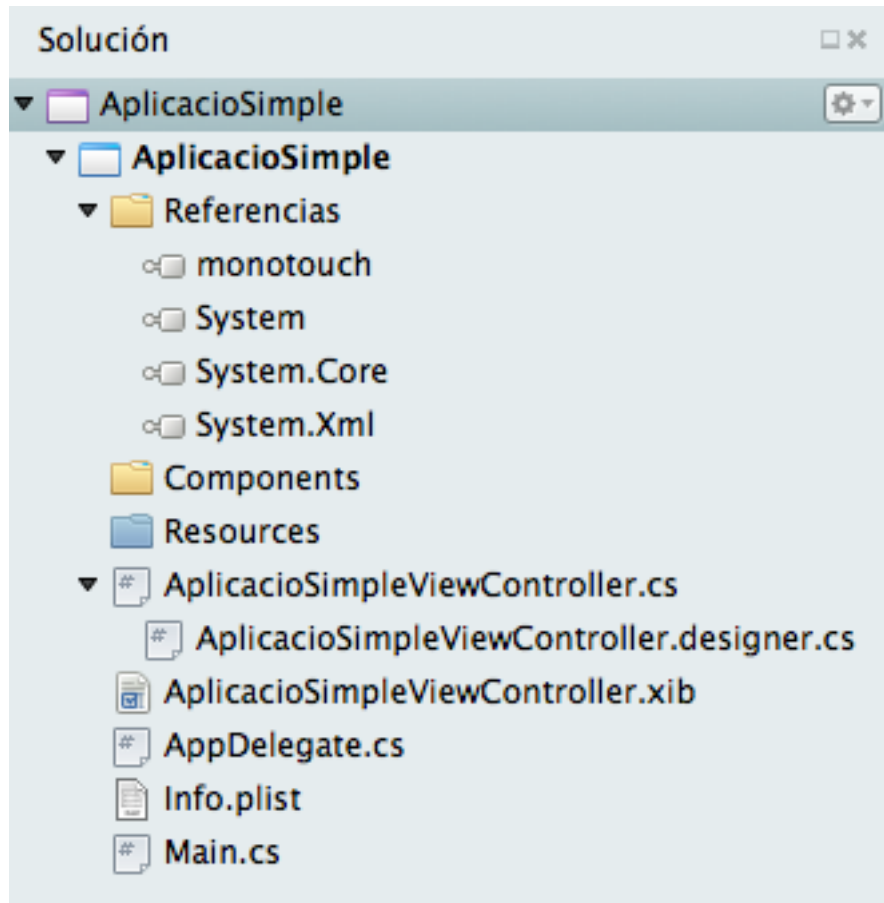 Solución
AplicacioSimple
AplicacioSimple
Referencias
monotouch
System
System.Core
System.Xml
Components
Resources
AplicacioSimpleViewController.cs
AplicacioSimpleViewController.designer.cs
AplicacioSimpleViewController.xib
AppDelegate.cs
Info.plist
Main.cs